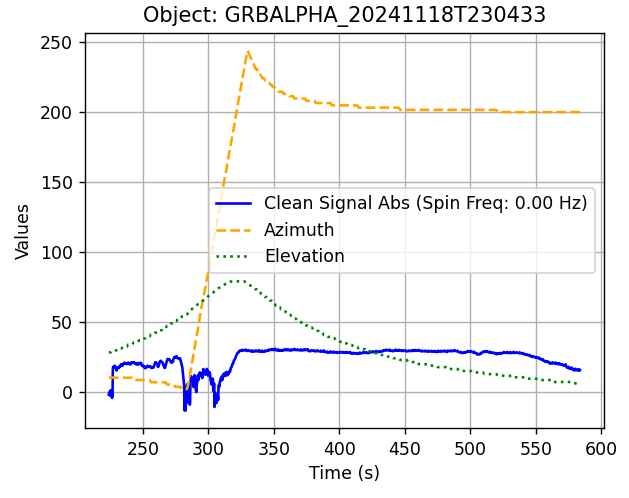 Object: GRBALPHA_20241118T230433
250
200
150
100
50
0
Values
Clean Signal Abs (Spin Freq: 0.00 Hz)
Azimuth
Elevation
250 300 350 400 450 500 550 600
Time (s)